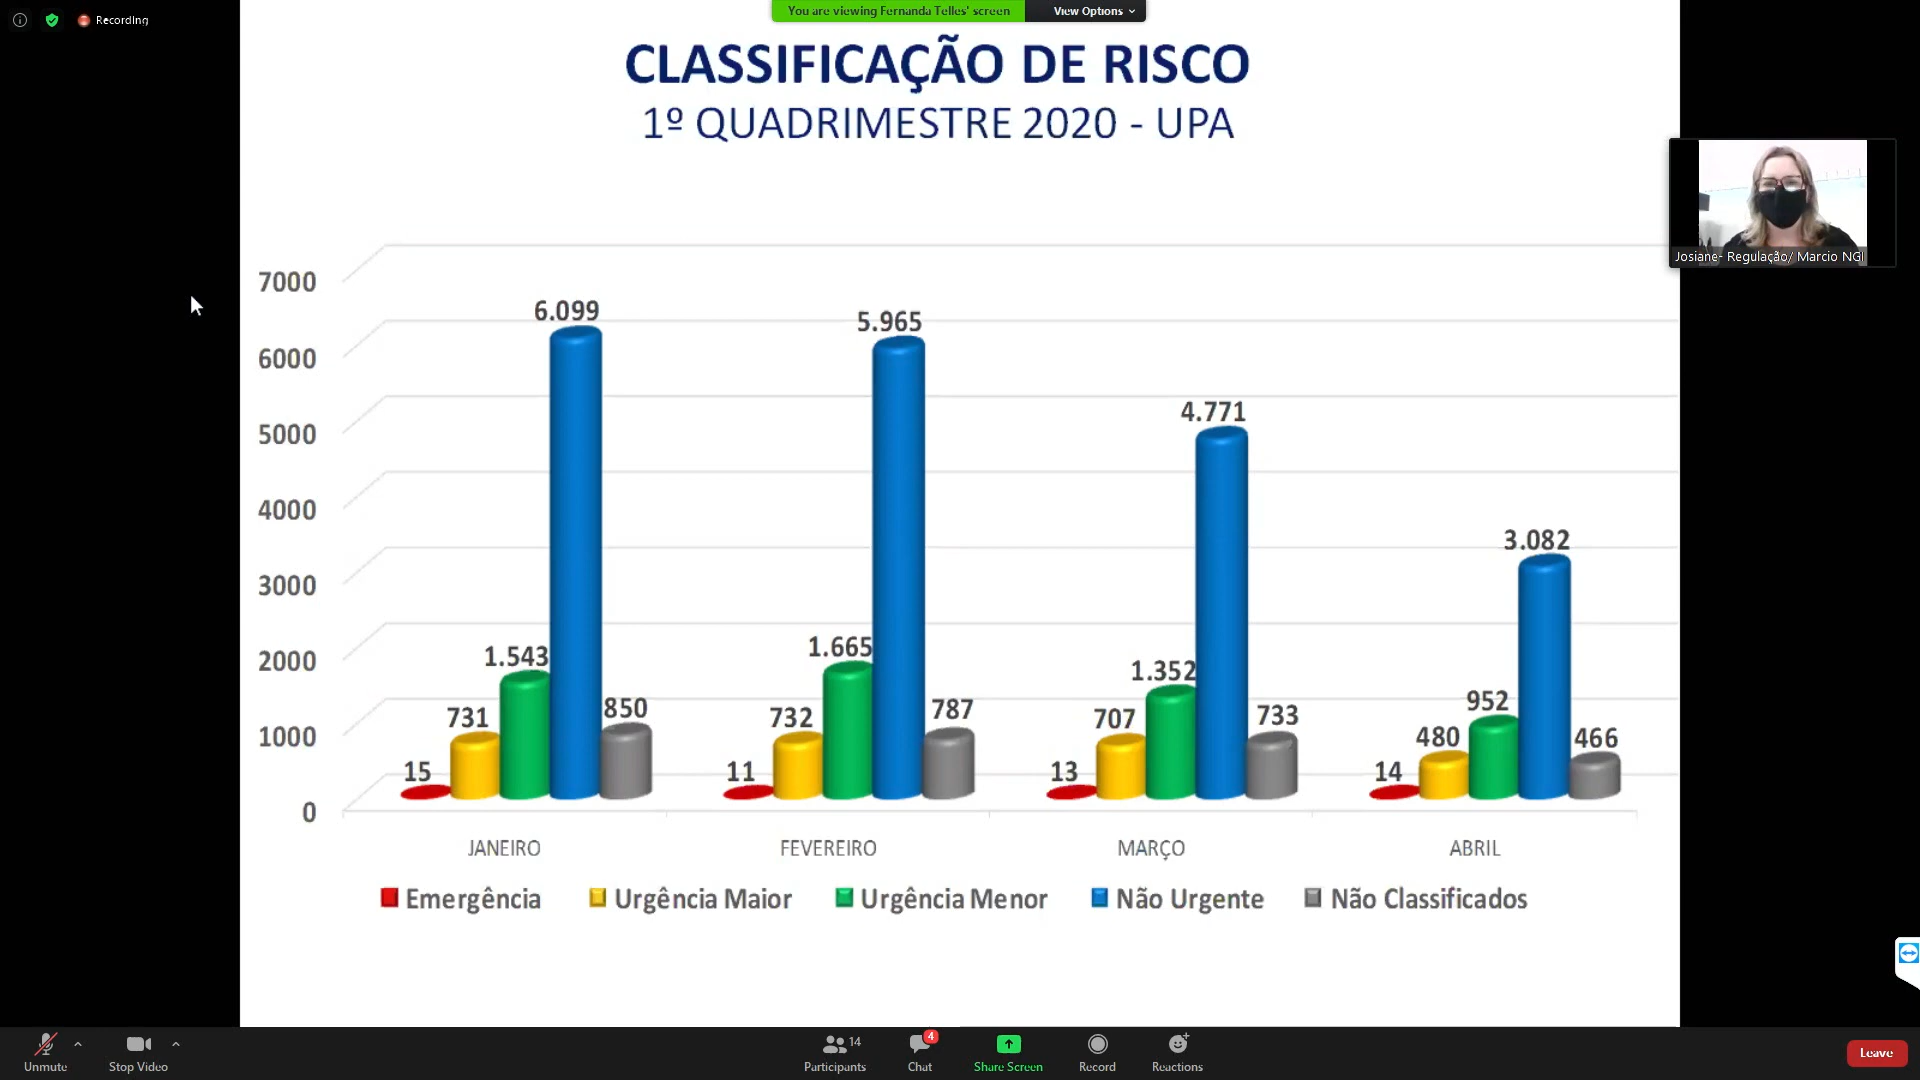 Recording
You are viewing Fernanda Telles' screen
View Options
CLASSIFICAÇÃO DE RISCO
1º QUADRIMESTRE 2020 - UPA
Josiane- Regulação/ Marcio NGI
7000
6000
5000
4000
3000
2000
1000
0
15
731
1.543
6.099
850
11
732
1.665
5.965
787
13
707
1.352
4.771
733
14
480
952
3.082
466
JANEIRO
FEVEREIRO
MARÇO
ABRIL
Emergência
Urgência Maior
Urgência Menor
Não Urgente
Não Classificados
Unmute
Stop Video
14
Participants
4
Chat
Share Screen
Record
Reactions
Leave